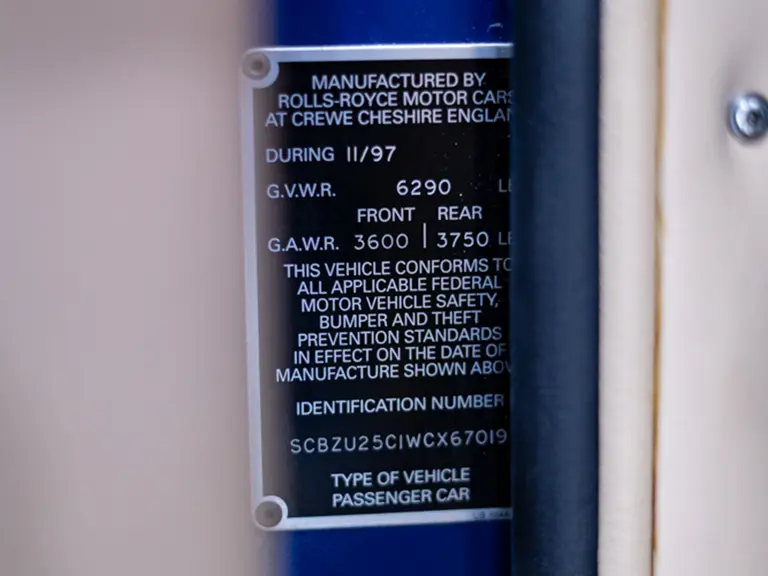 MANUFACTURED BY
ROLLS-ROYCE MOTOR CARS
AT CREWE CHESHIRE ENGLAN
DURING 11/97
G.V.W.R. 6290 L
FRONT REAR
G.A.W.R. 3600 3750 L
THIS VEHICLE CONFORMS TO
ALL APPLICABLE FEDERAL
MOTOR VEHICLE SAFETY,
BUMPER AND THEFT
PREVENTION STANDARDS
IN EFFECT ON THE DATE OF
MANUFACTURE SHOWN ABOV
IDENTIFICATION NUMBER
SCBZU25C1WCX67019
TYPE OF VEHICLE
PASSENGER CAR